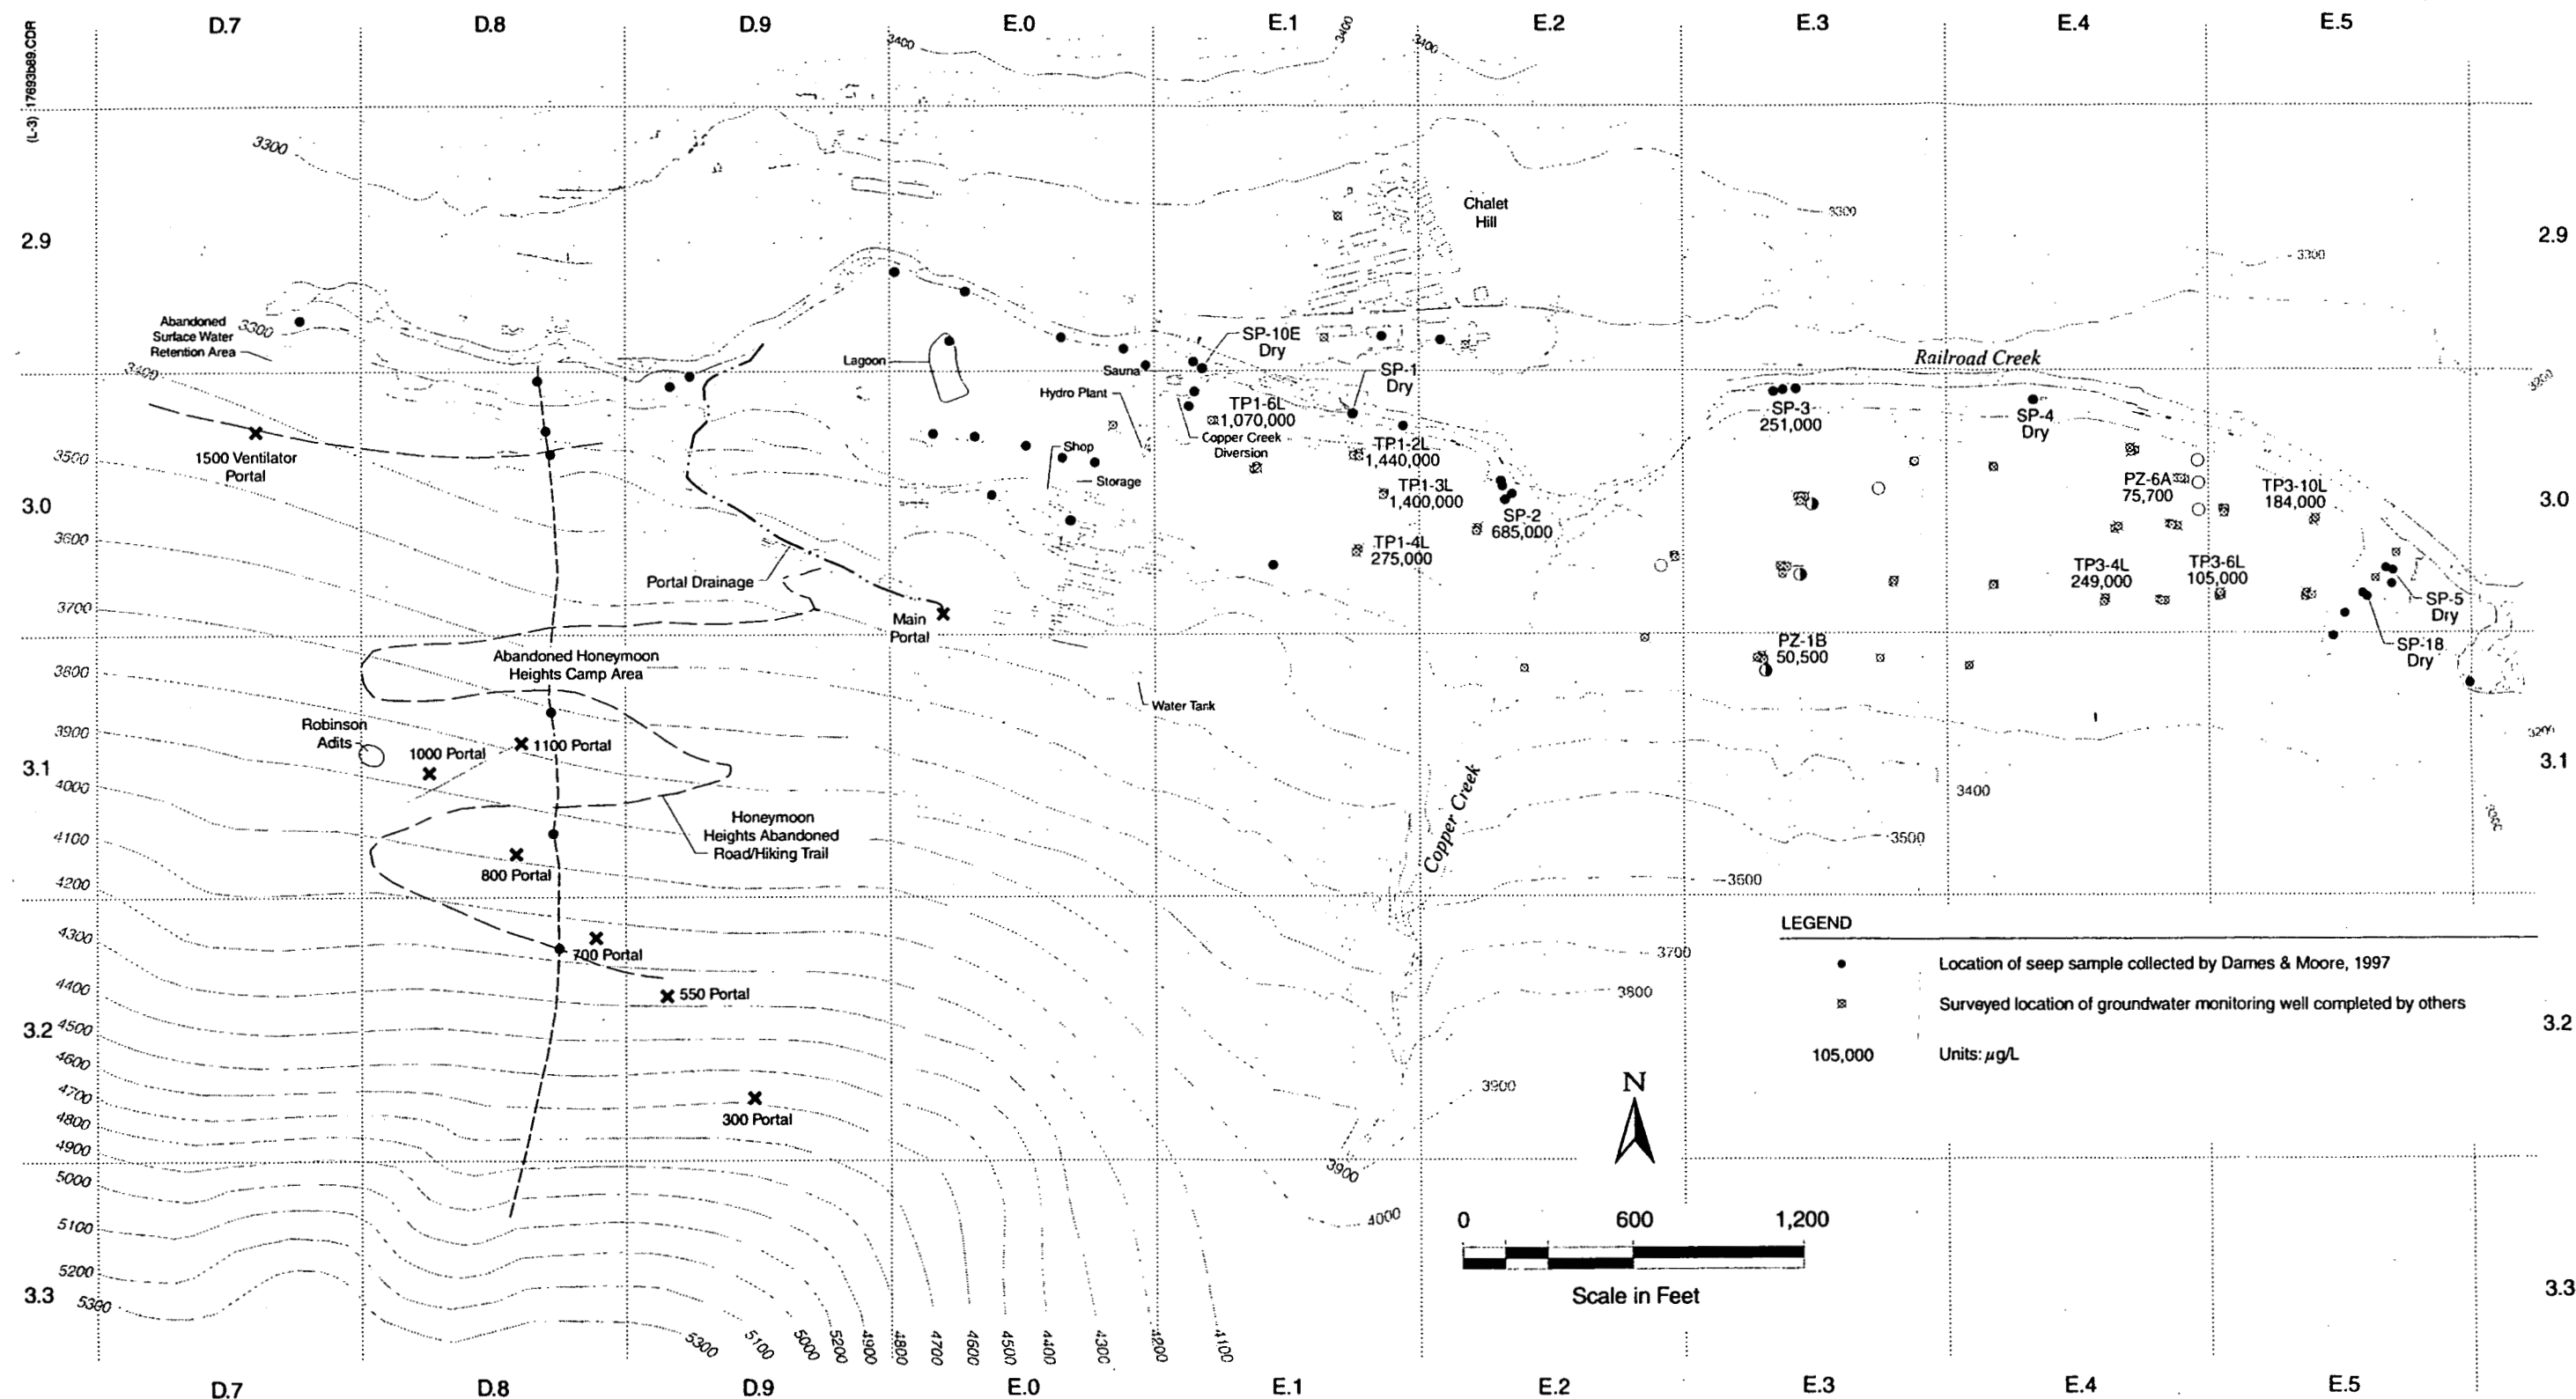 (L-3) 17693b89.CDR
D.7
D.8
D.9
E.0
E.1
E.2
E.3
E.4
E.5
3400
3400
3400
3300
Chalet
Hill
3300
2.9
2.9
3300
Abandoned
Surface Water
Retention Area
3300
3400
Lagoon
Sauna
Hydro Plant
SP-10E
Dry
SP-1
Dry
Railroad Creek
3200
TP1-6L
1,070,000
Copper Creek
Diversion
SP-3
251,000
SP-4
Dry
1500 Ventilator
Portal
3500
Shop
Storage
TP1-2L
1,440,000
TP1-3L
1,400,000
SP-2
685,000
PZ-6A
75,700
TP3-10L
184,000
3.0
3.0
3600
TP1-4L
275,000
TP3-4L
249,000
TP3-6L
105,000
SP-5
Dry
Portal Drainage
3700
Main
Portal
PZ-1B
50,500
SP-18
Dry
Abandoned Honeymoon
Heights Camp Area
3800
Water Tank
Robinson
Adits
3900
1000 Portal
1100 Portal
3200
3.1
3.1
4000
3400
Copper Creek
3300
Honeymoon
Heights Abandoned
Road/Hiking Trail
4100
3500
800 Portal
4200
3600
4300
700 Portal
3700
4400
550 Portal
3800
LEGEND
Location of seep sample collected by Dames & Moore, 1997
Surveyed location of groundwater monitoring well completed by others
105,000
Units: µg/L
3.2
3.2
4500
4600
4700
4800
4900
300 Portal
3900
N
3900
5000
5100
4000
0
600
1,200
Scale in Feet
5200
3.3
3.3
5300
5300
5100
5000
5200
4900
4800
4700
4600
4500
4400
4300
4200
4100
D.7
D.8
D.9
E.0
E.1
E.2
E.3
E.4
E.5